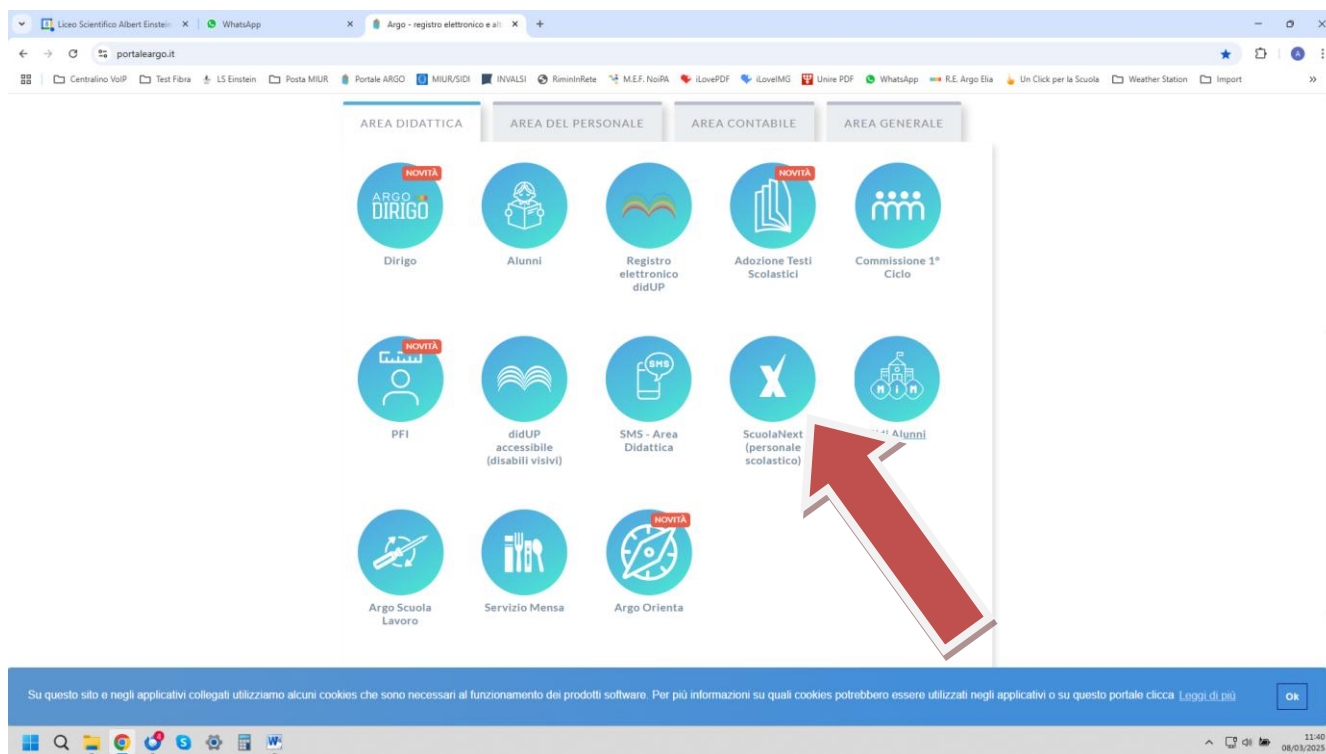 Liceo Scientifico Albert Einstein
WhatsApp
Argo - registro elettronico e alt
portaleargo.it
Centralino VoIP
Test Fibra
LS Einstein
Posta MIUR
Portale ARGO
MIUR/SIDI
INVALSI
RiminInRete
M.E.F. NoiPA
iLovePDF
iLoveIMG
Unire PDF
WhatsApp
R.E. Argo Elia
Un Click per la Scuola
Weather Station
Import
»
AREA DIDATTICA
AREA DEL PERSONALE
AREA CONTABILE
AREA GENERALE
NOVITÀ
ARGO
DIRIGO
Dirigo
Alunni
Registro
elettronico
didUP
NOVITÀ
Adozione Testi
Scolastici
Commissione 1°
Ciclo
NOVITÀ
PFI
didUP
accessibile
(disabili visivi)
SMS
SMS - Area
Didattica
X
ScuolaNext
(personale
scolastico)
M I M
Alunni
Argo Scuola
Lavoro
Servizio Mensa
NOVITÀ
Argo Orienta
Su questo sito e negli applicativi collegati utilizziamo alcuni cookies che sono necessari al funzionamento dei prodotti software. Per più informazioni su quali cookies potrebbero essere utilizzati negli applicativi o su questo portale clicca Leggi di più
Ok
11:40
08/03/2025